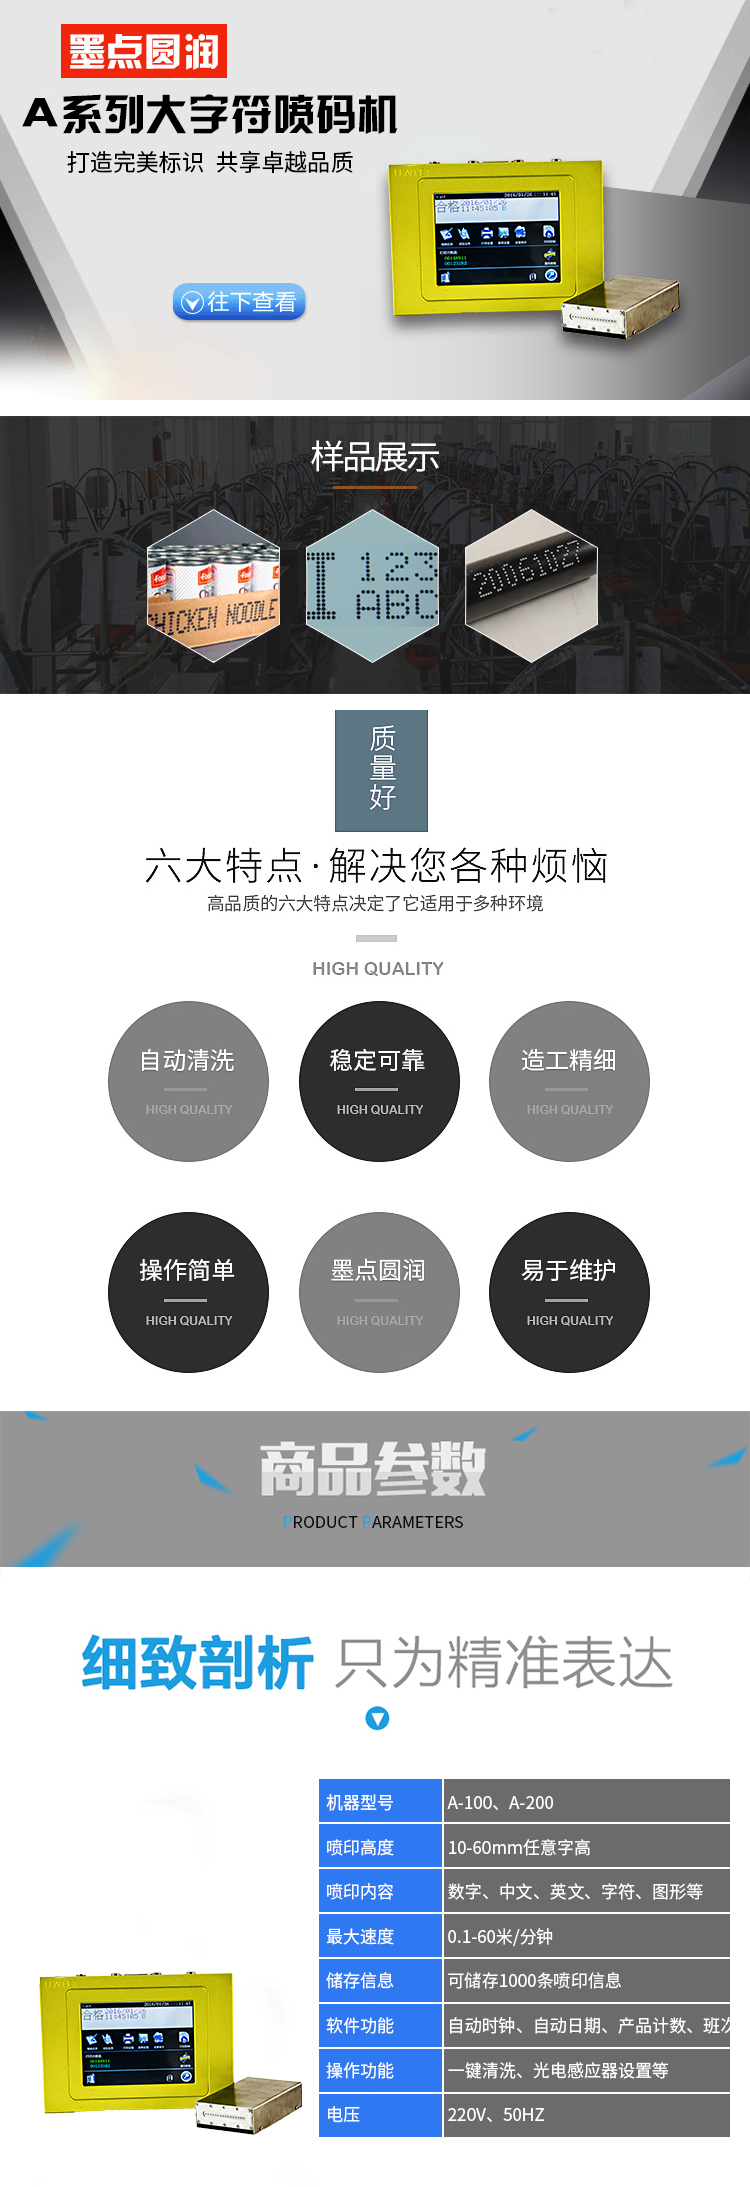 墨点圆润
A系列大字符喷码机
打造完美标识 共享卓越品质
2016/01/26 11:45
合格 2016/01/26
11:45:05 B
往下查看
样品展示
CHICKEN NOODLE
I 123
ABC
20061027
质量好
六大特点·解决您各种烦恼
高品质的六大特点决定了它适用于多种环境
HIGH QUALITY
自动清洗
HIGH QUALITY
稳定可靠
HIGH QUALITY
造工精细
HIGH QUALITY
操作简单
HIGH QUALITY
墨点圆润
HIGH QUALITY
易于维护
HIGH QUALITY
商品参数
PRODUCT PARAMETERS
细致剖析 只为精准表达
机器型号 A-100、A-200
喷印高度 10-60mm任意字高
喷印内容 数字、中文、英文、字符、图形等
最大速度 0.1-60米/分钟
储存信息 可储存1000条喷印信息
软件功能 自动时钟、自动日期、产品计数、班次
操作功能 一键清洗、光电感应器设置等
电压 220V、50HZ
合格 2016/01/26
11:45:05 B